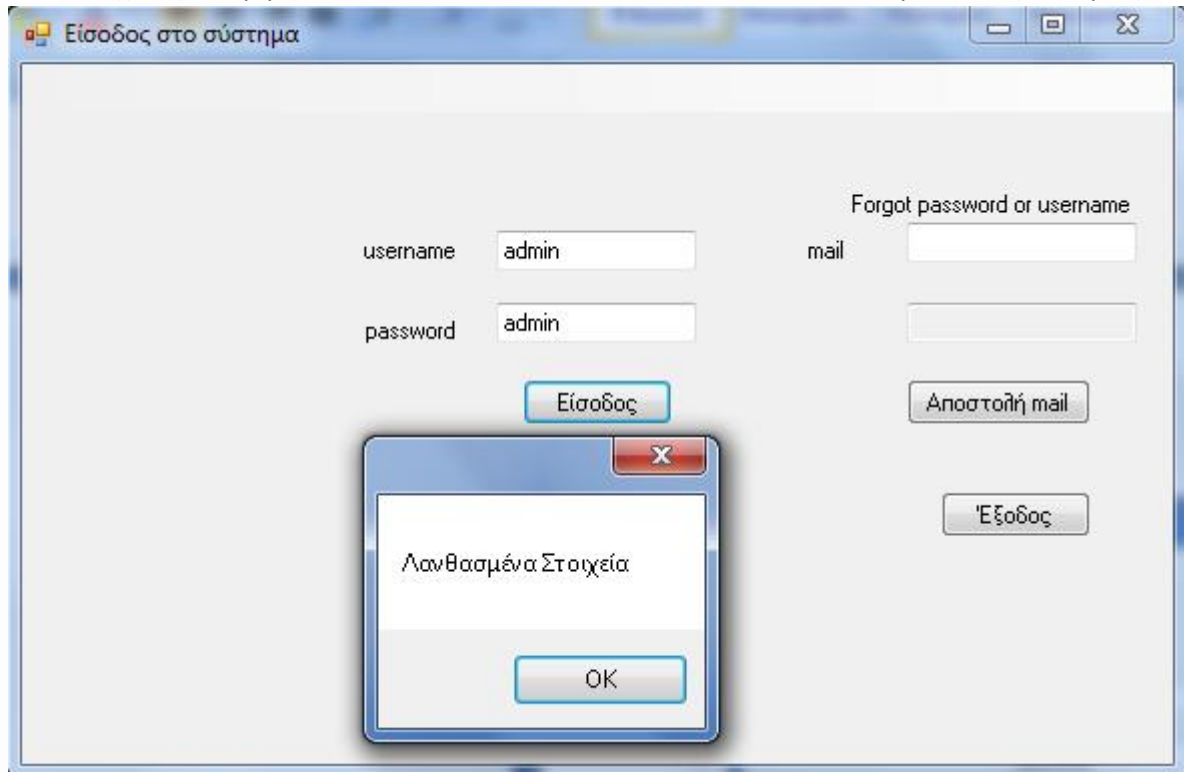 Είσοδος στο σύστημα
Forgot password or username
username admin mail
password admin
Είσοδος Αποστολή mail
Έξοδος
Λανθασμένα Στοιχεία
OK